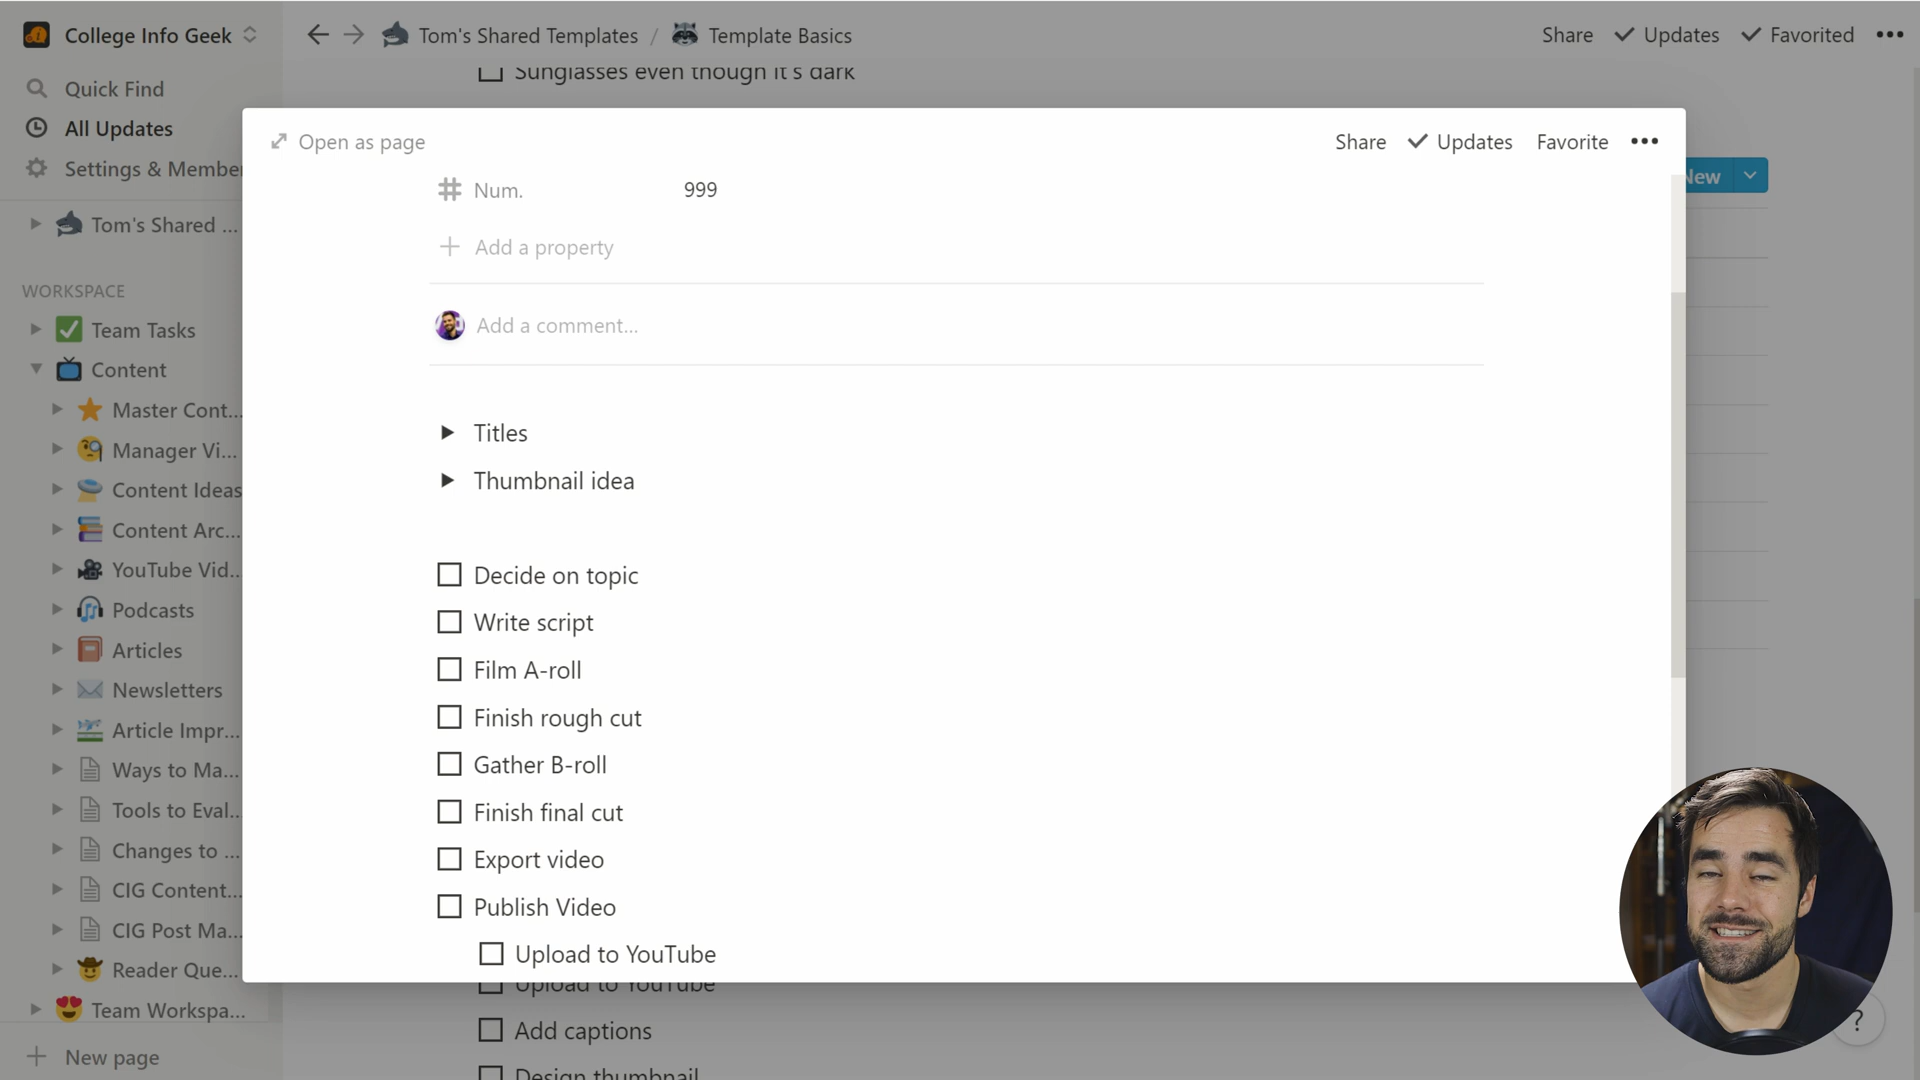 College Info Geek
Tom's Shared Templates / Template Basics
Share Updates Favorited
Quick Find
All Updates
Settings & Member
Tom's Shared ...
WORKSPACE
Team Tasks
Content
Master Cont...
Manager Vi...
Content Ideas
Content Arc...
YouTube Vid...
Podcasts
Articles
Newsletters
Article Impr...
Ways to Ma...
Tools to Eval...
Changes to ...
CIG Content...
CIG Post Ma...
Reader Que...
Team Workspa...
New page
Sunglasses even though it's dark
New
Open as page
Share Updates Favorite
Num. 999
Add a property
Add a comment...
Titles
Thumbnail idea
Decide on topic
Write script
Film A-roll
Finish rough cut
Gather B-roll
Finish final cut
Export video
Publish Video
Upload to YouTube
Upload to YouTube
Add captions
Design thumbnail
?